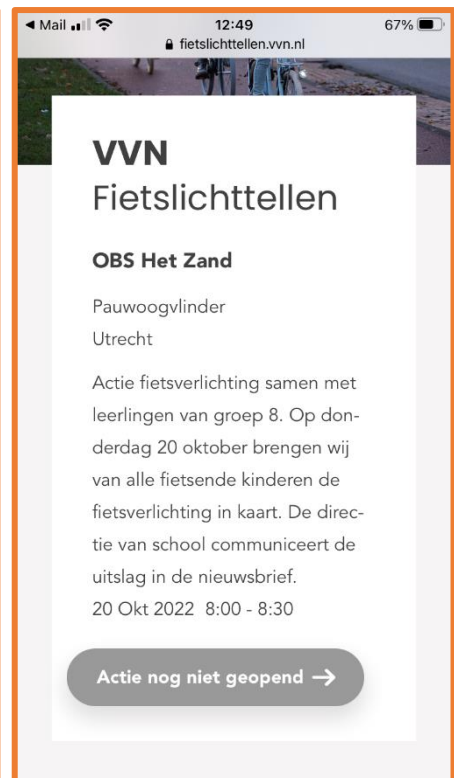 ◄ Mail 12:49 67%
fietslichttellen.vvn.nl
VVN
Fietslichttellen
OBS Het Zand
Pauwoogvlinder
Utrecht
Actie fietsverlichting samen met
leerlingen van groep 8. Op don-
derdag 20 oktober brengen wij
van alle fietsende kinderen de
fietsverlichting in kaart. De direc-
tie van school communiceert de
uitslag in de nieuwsbrief.
20 Okt 2022 8:00 - 8:30
Actie nog niet geopend →